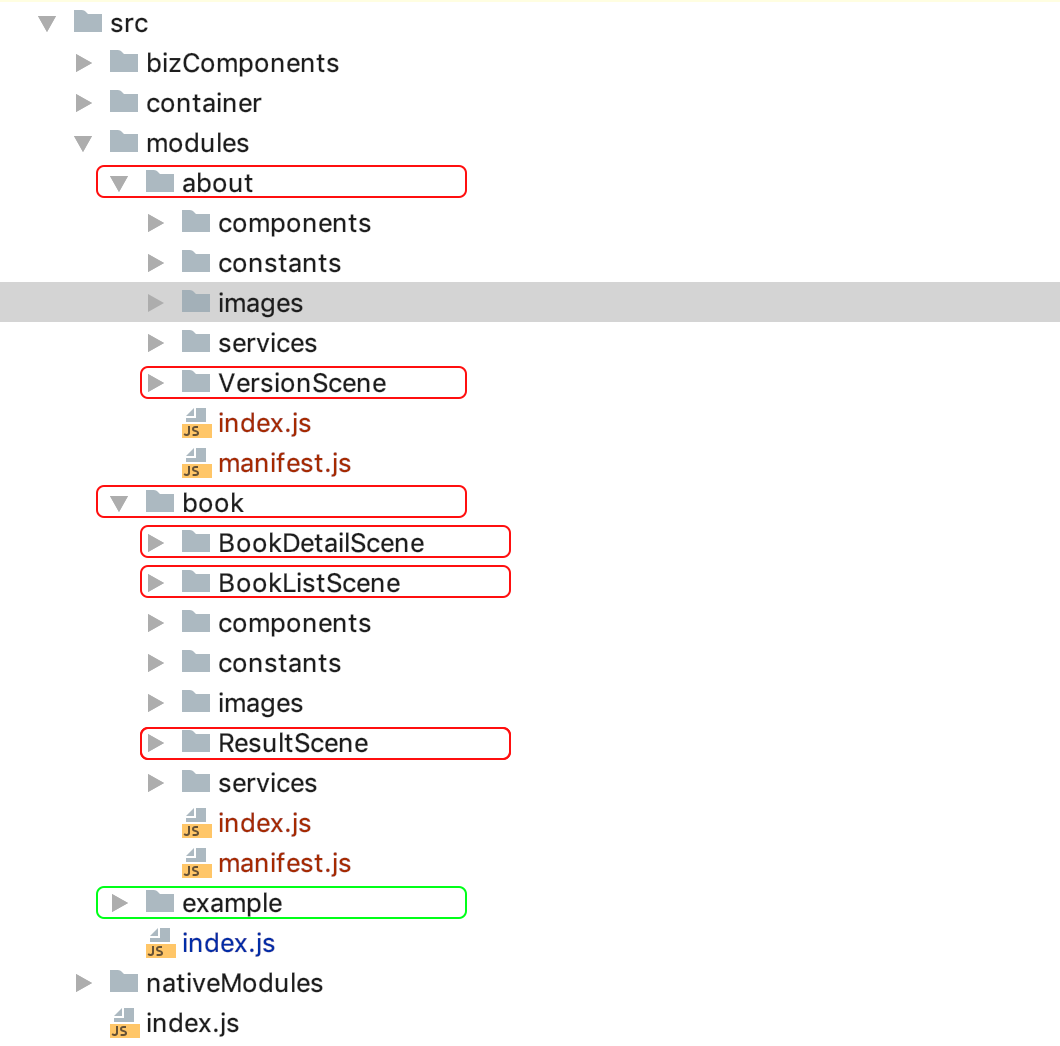 src
bizComponents
container
modules
about
components
constants
images
services
VersionScene
JS index.js
JS manifest.js
book
BookDetailScene
BookListScene
components
constants
images
ResultScene
services
JS index.js
JS manifest.js
example
JS index.js
nativeModules
JS index.js